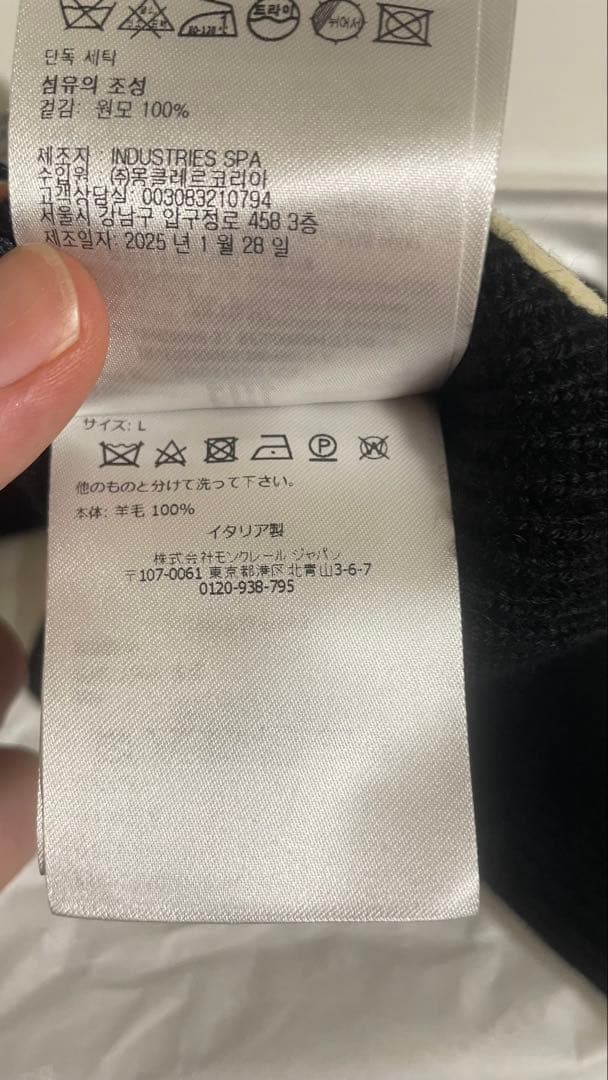 드라이
80-120℃
단독 세탁
섬유의 조성
겉감 원모 100%
제조자 : INDUSTRIES SPA
수입원 : ㈜몽클레르코리아
고객상담실: 003083210794
서울시 강남구 압구정로 458 3층
제조일자: 2025 년 1 월 28 일
サイズ: L
P
W
他のものと分けて洗って下さい。
本体: 羊毛 100%
イタリア製
株式会社モンクレール ジャパン
〒107-0061 東京都港区北青山3-6-7
0120-938-795